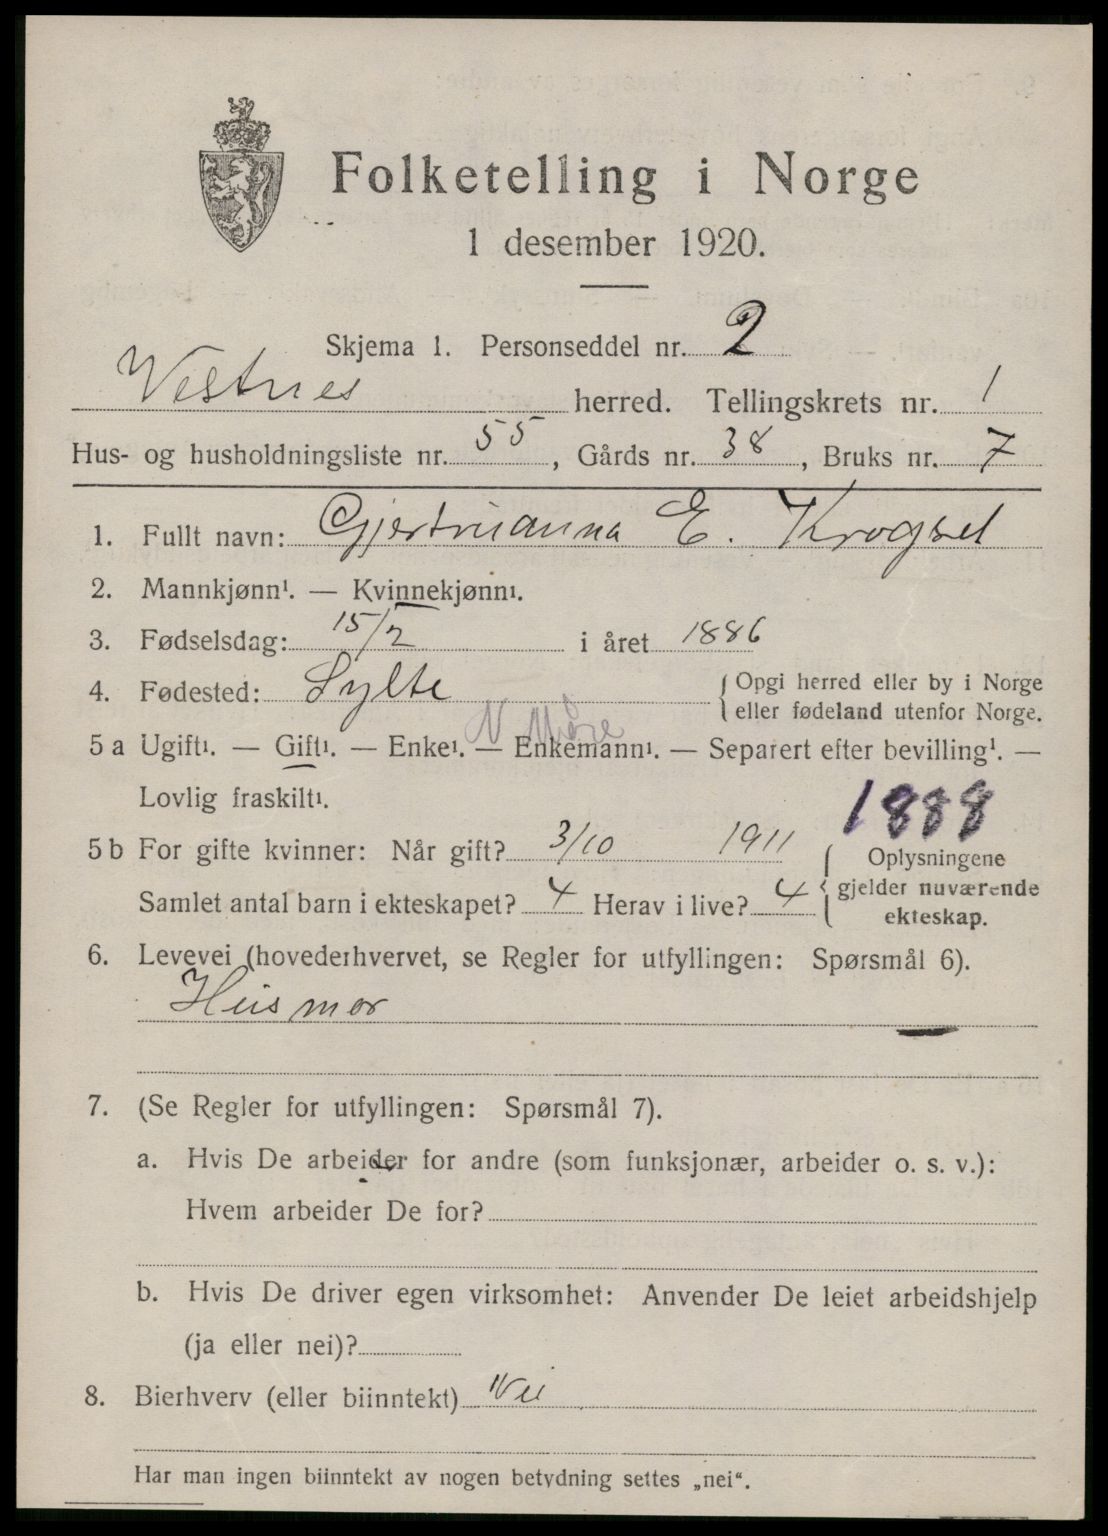 Folketelling i Norge
1 desember 1920.
Skjema 1. Personseddel nr. 2
Vestnes herred. Tellingskrets nr. 1
Hus- og husholdningsliste nr. 55, Gårds nr. 38, Bruks nr. 7
1. Fullt navn: Gjertruanna E. Krogset
2. Mannkjønn¹. — Kvinnekjønn¹.
3. Fødselsdag: 15/2 i året 1886
4. Fødested: Sylte { Opgi herred eller by i Norge
eller fødeland utenfor Norge.
N Møre
5 a Ugift¹. — Gift¹. — Enke¹. — Enkemann¹. — Separert efter bevilling¹. —
Lovlig fraskilt¹.
1888
5 b For gifte kvinner: Når gift? 3/10 1911
Samlet antal barn i ekteskapet? 4 Herav i live? 4
{ Oplysningene
gjelder nuværende
ekteskap.
6. Levevei (hovederhvervet, se Regler for utfyllingen: Spørsmål 6).
Husmor
7. (Se Regler for utfyllingen: Spørsmål 7).
a. Hvis De arbeider for andre (som funksjonær, arbeider o. s. v.):
Hvem arbeider De for?
b. Hvis De driver egen virksomhet: Anvender De leiet arbeidshjelp
(ja eller nei)?
8. Bierhverv (eller biinntekt) Nei
Har man ingen biinntekt av nogen betydning settes „nei“.